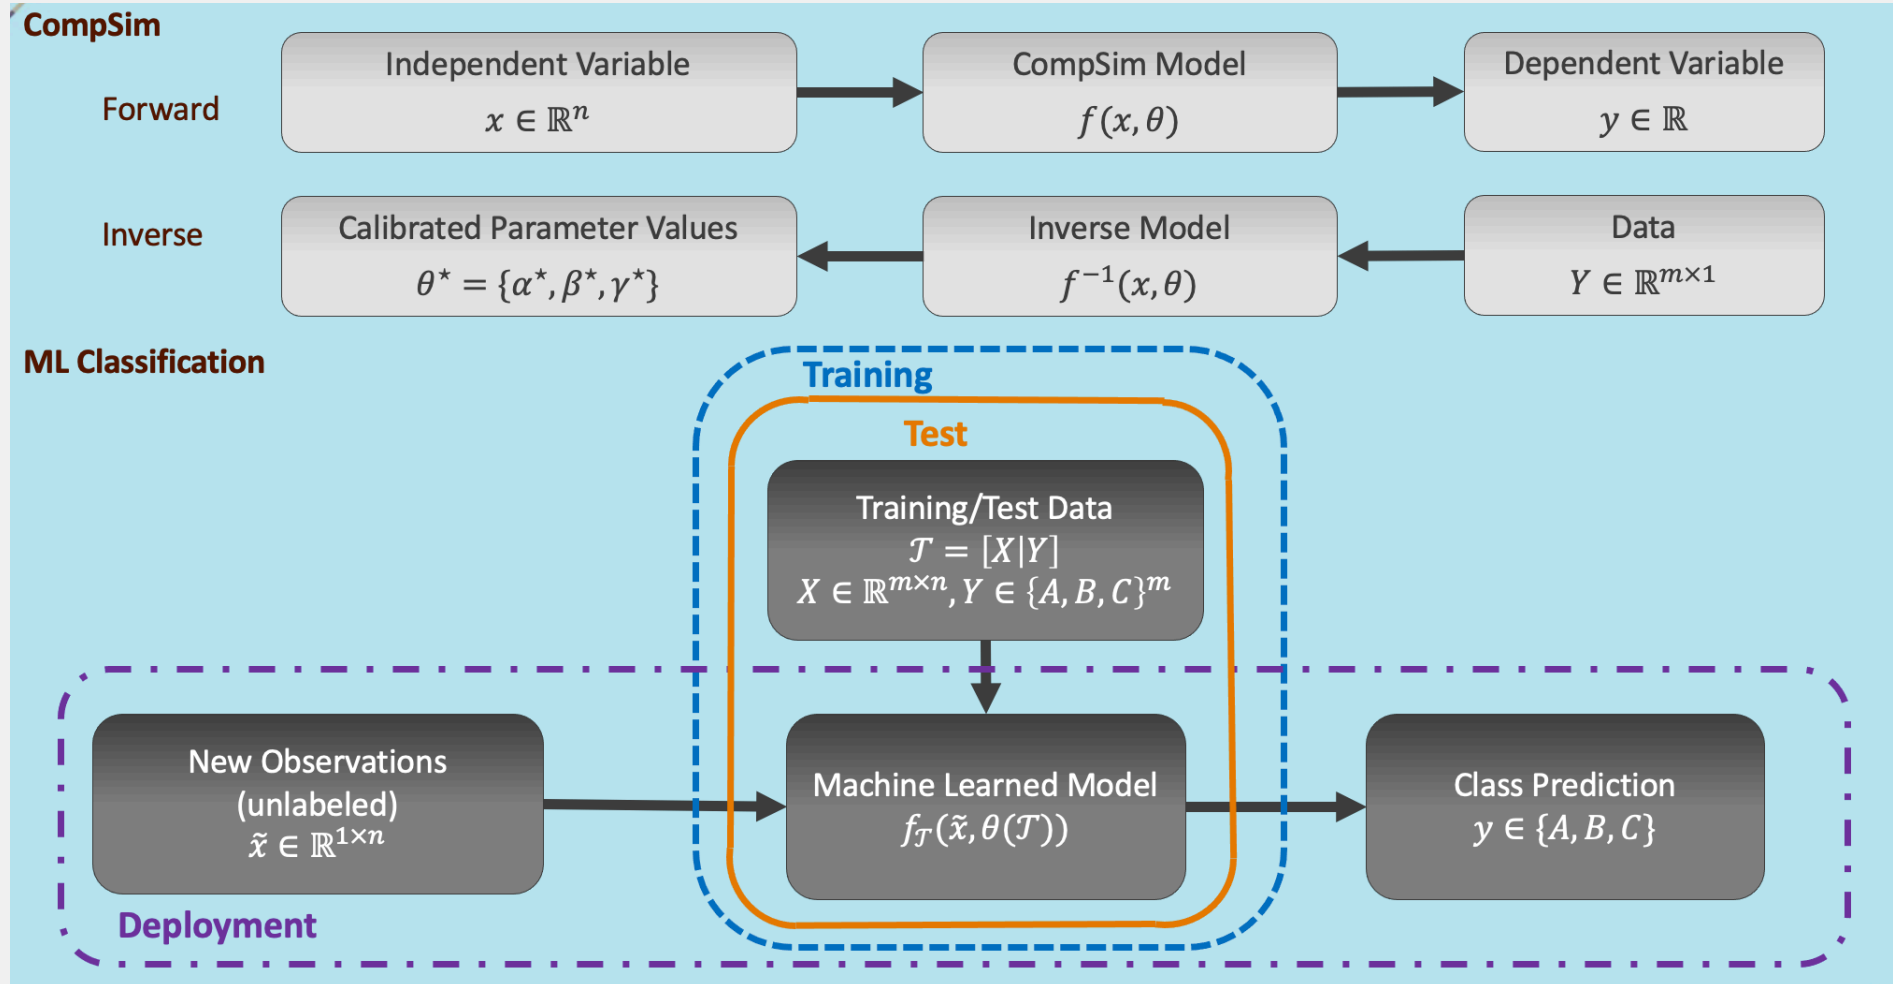 CompSim
Forward
Independent Variable
x ∈ ℝⁿ
CompSim Model
f(x, θ)
Dependent Variable
y ∈ ℝ
Inverse
Calibrated Parameter Values
θ* = {α*, β*, γ*}
Inverse Model
f⁻¹(x, θ)
Data
Y ∈ ℝᵐˣ¹
ML Classification
Training
Test
Training/Test Data
𝒯 = [X|Y]
X ∈ ℝᵐˣⁿ, Y ∈ {A, B, C}ᵐ
New Observations
(unlabeled)
x̃ ∈ ℝ¹ˣⁿ
Machine Learned Model
f_𝒯(x̃, θ(𝒯))
Class Prediction
y ∈ {A, B, C}
Deployment